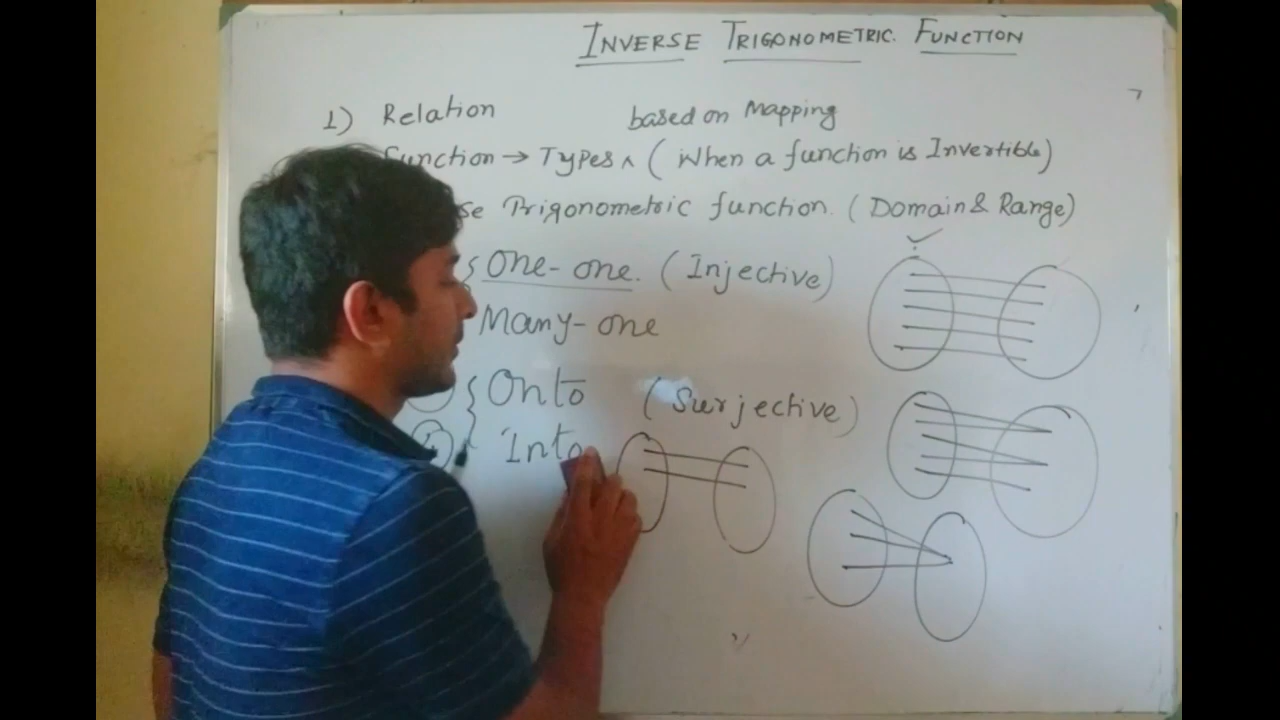 INVERSE TRIGONOMETRIC FUNCTION
1) Relation
based on Mapping
Function → Types ^ (When a function is Invertible)
se Trigonometric function. (Domain & Range)
{ One-one. (Injective)
Many-one
{ Onto (Surjective)
Into